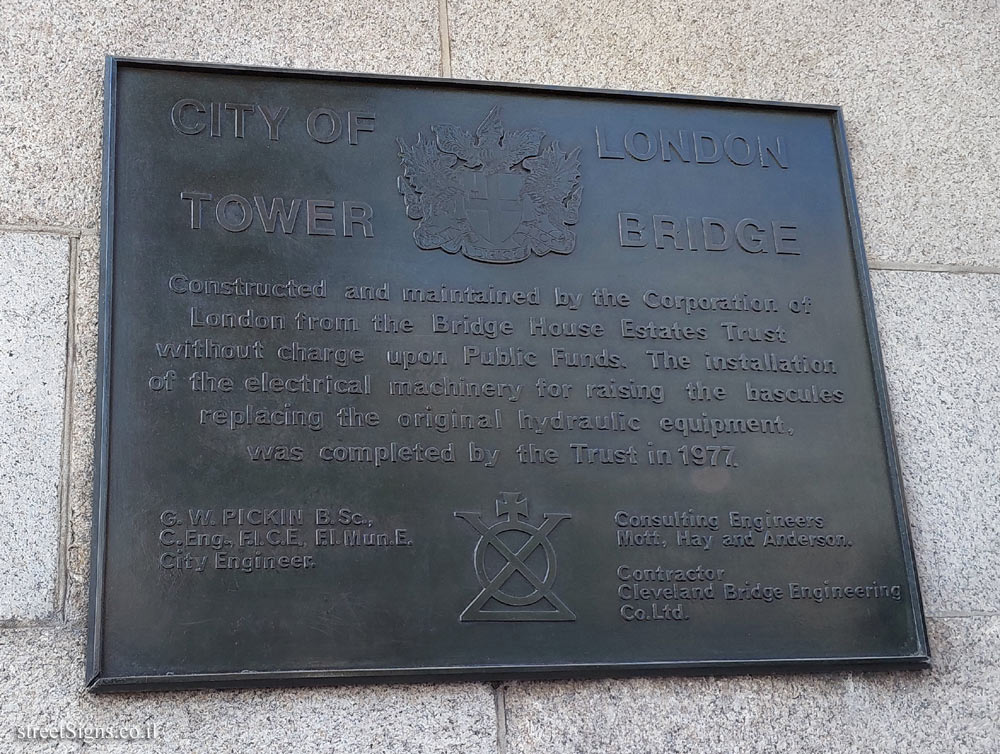 CITY OF LONDON
TOWER BRIDGE
Constructed and maintained by the Corporation of
London from the Bridge House Estates Trust
without charge upon Public Funds. The installation
of the electrical machinery for raising the bascules
replacing the original hydraulic equipment,
was completed by the Trust in 1977.
G. W. PICKIN B. Sc.,
C. Eng., F.I.C.E, F.I. Mun. E.
City Engineer.
Consulting Engineers
Mott, Hay and Anderson.
Contractor
Cleveland Bridge Engineering
Co. Ltd.
streetSigns.co.il